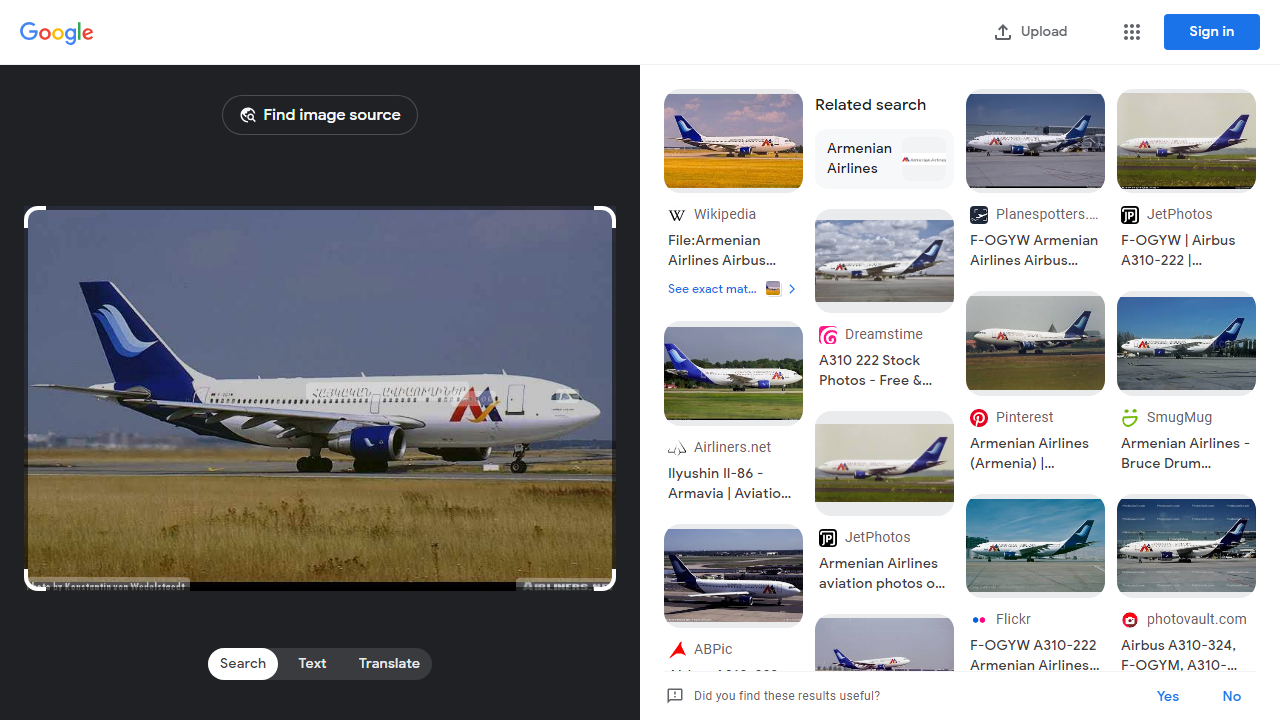 Google
Upload
Sign in
Find image source
ՀԱՅԿԱԿԱՆ ԱՎԻԱՈՒՂԻՆԵՐ
Photo by Konstantin von Wedelstaedt
AIRLINERS.NET
Search
Text
Translate
Wikipedia
File:Armenian
Airlines Airbus...
See exact mat...
Airliners.net
Ilyushin Il-86 -
Armavia | Aviatio...
ABPic
Related search
Armenian
Airlines
Dreamstime
A310 222 Stock
Photos - Free &...
JetPhotos
Armenian Airlines
aviation photos o...
Planespotters....
F-OGYW Armenian
Airlines Airbus...
Pinterest
Armenian Airlines
(Armenia) |...
Flickr
F-OGYW A310-222
Armenian Airlines...
JetPhotos
F-OGYW | Airbus
A310-222 |...
SmugMug
Armenian Airlines -
Bruce Drum...
photovault.com
Airbus A310-324,
F-OGYM, A310-...
Did you find these results useful?
Yes
No